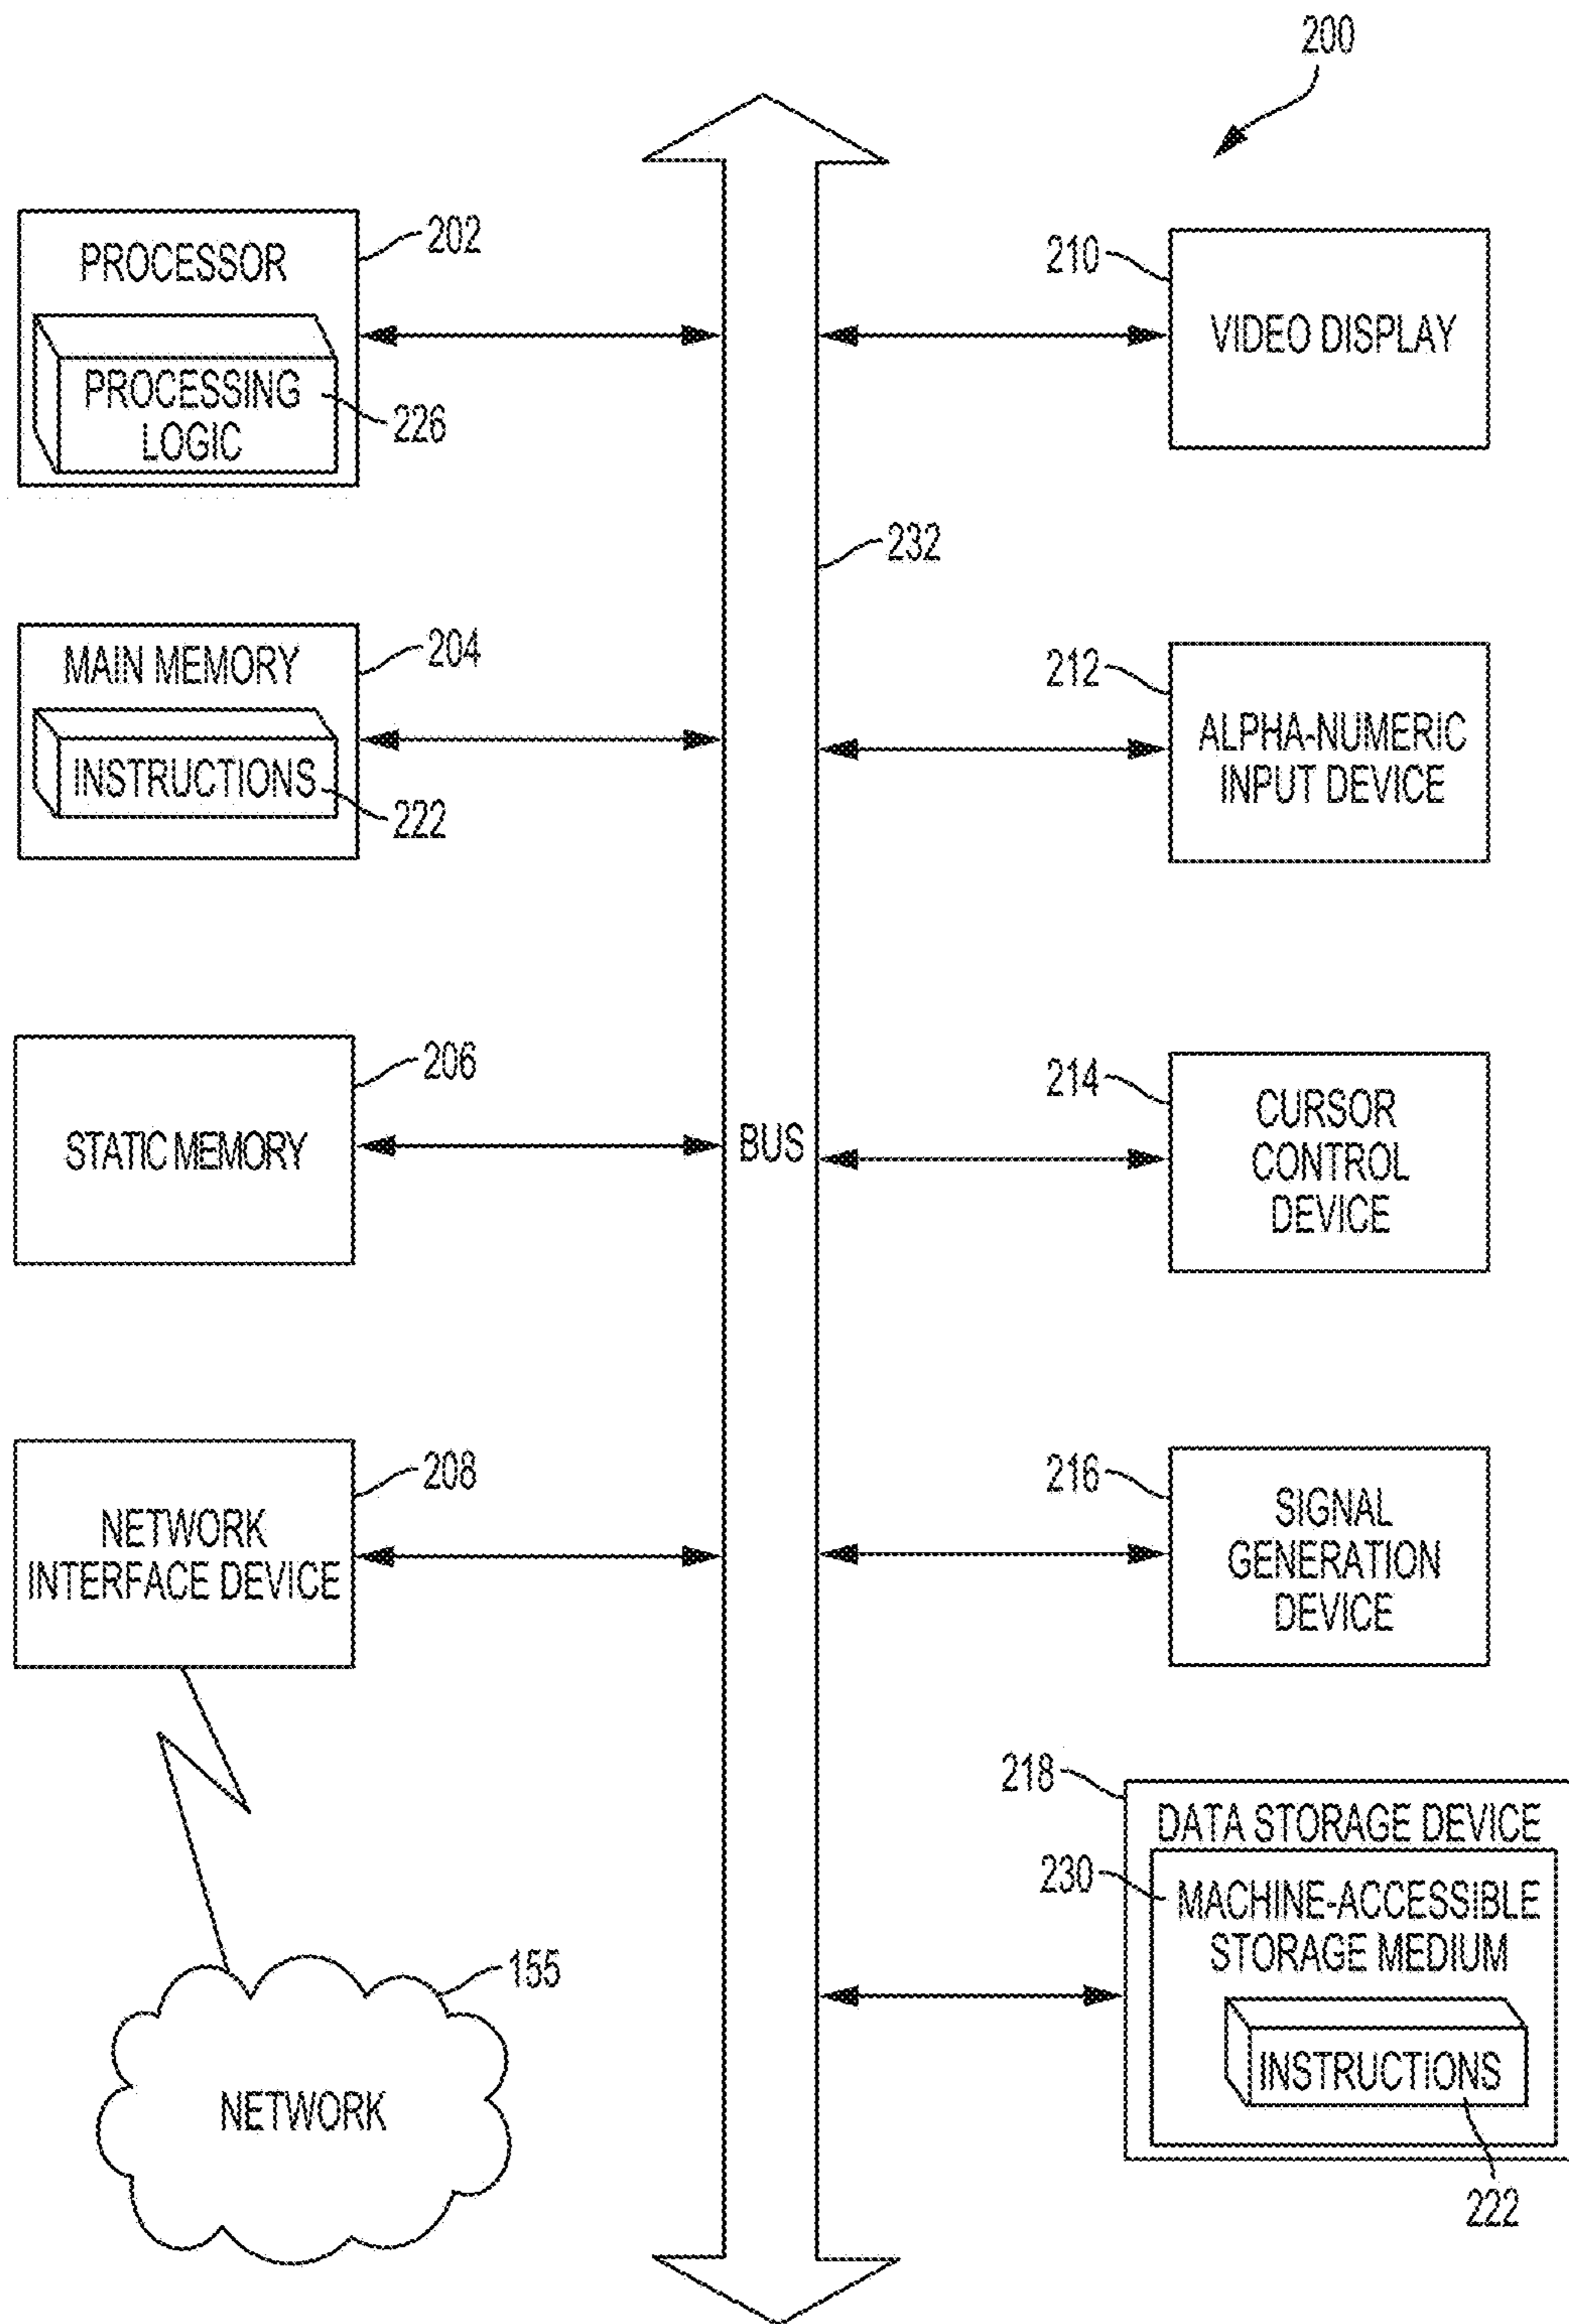 200
PROCESSOR
202
PROCESSING
LOGIC
226
210
VIDEO DISPLAY
232
MAIN MEMORY
204
INSTRUCTIONS
222
212
ALPHA-NUMERIC
INPUT DEVICE
STATIC MEMORY
206
BUS
214
CURSOR
CONTROL
DEVICE
NETWORK
INTERFACE DEVICE
208
216
SIGNAL
GENERATION
DEVICE
155
NETWORK
218
DATA STORAGE DEVICE
230
MACHINE-ACCESSIBLE
STORAGE MEDIUM
INSTRUCTIONS
222